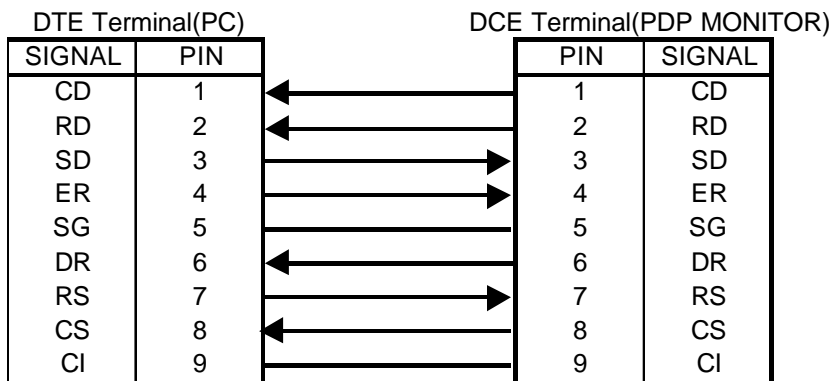 DTE Terminal(PC) DCE Terminal(PDP MONITOR)
SIGNAL PIN PIN SIGNAL
CD 1 1 CD
RD 2 2 RD
SD 3 3 SD
ER 4 4 ER
SG 5 5 SG
DR 6 6 DR
RS 7 7 RS
CS 8 8 CS
CI 9 9 CI